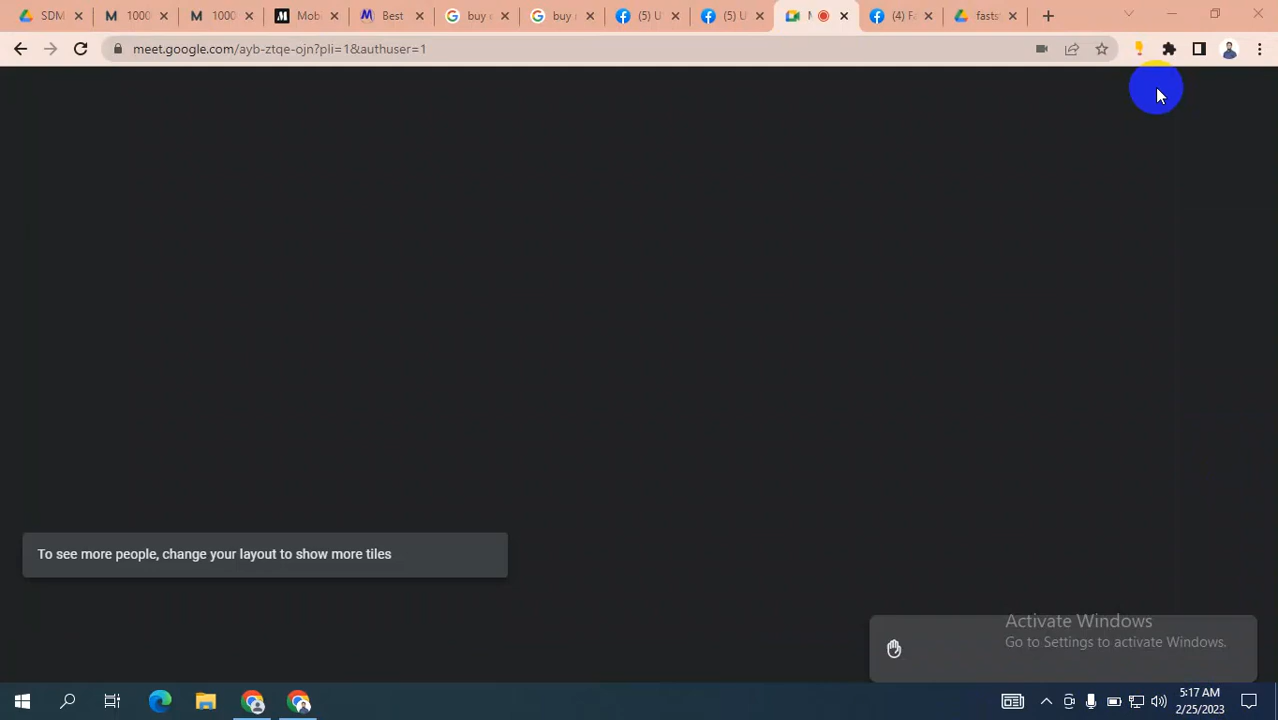 SDM
1000
1000
Mob
Best
buy
buy
(5) U
(5) U
(4) F
fasts
meet.google.com/ayb-ztqe-ojn?pli=1&authuser=1
To see more people, change your layout to show more tiles
Activate Windows
Go to Settings to activate Windows.
5:17 AM
2/25/2023